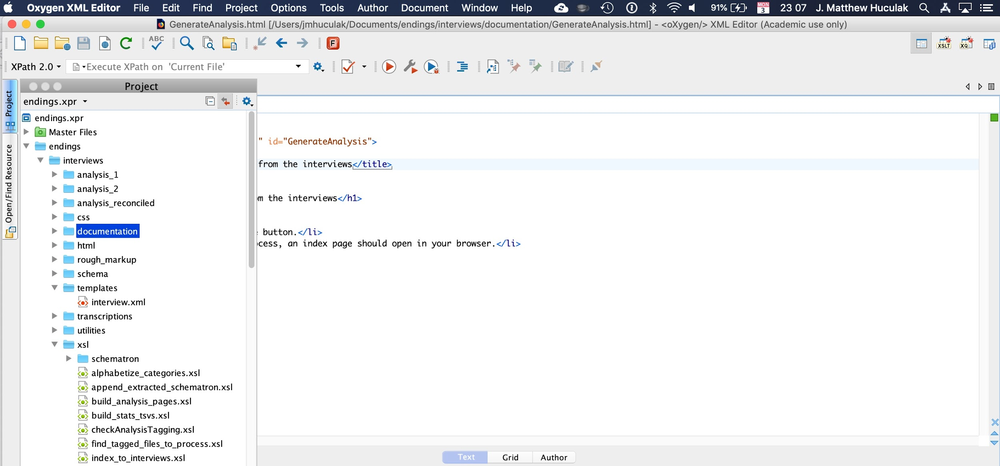 Oxygen XML Editor File Edit Find Project Options Tools Author Document Window Help 91% MON 3 23 07 J. Matthew Huculak
GenerateAnalysis.html [/Users/jmhuculak/Documents/endings/interviews/documentation/GenerateAnalysis.html] - <oXygen/> XML Editor (Academic use only)
ABC F XSLT XQ
XPath 2.0 Execute XPath on 'Current File'
Project
Open/Find Resource
Project
endings.xpr
endings.xpr
Master Files
endings
interviews
analysis_1
analysis_2
analysis_reconciled
css
documentation
html
rough_markup
schema
templates
interview.xml
transcriptions
utilities
xsl
schematron
alphabetize_categories.xsl
append_extracted_schematron.xsl
build_analysis_pages.xsl
build_stats_tsvs.xsl
checkAnalysisTagging.xsl
find_tagged_files_to_process.xsl
index_to_interviews.xsl
" id="GenerateAnalysis">
from the interviews</title>
m the interviews</h1>
button.</li>
cess, an index page should open in your browser.</li>
Text Grid Author